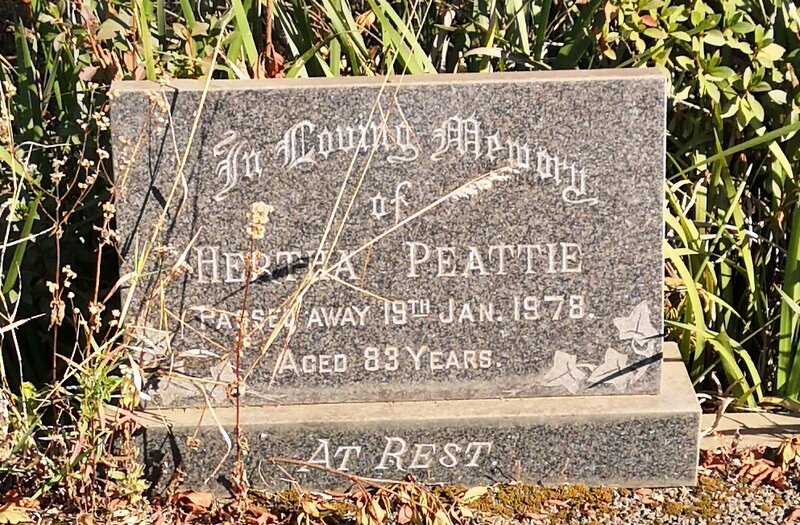 In Loving Memory
of
HERTHA PEATTIE
PASSED AWAY 19TH JAN. 1978.
AGED 83 YEARS.
AT REST